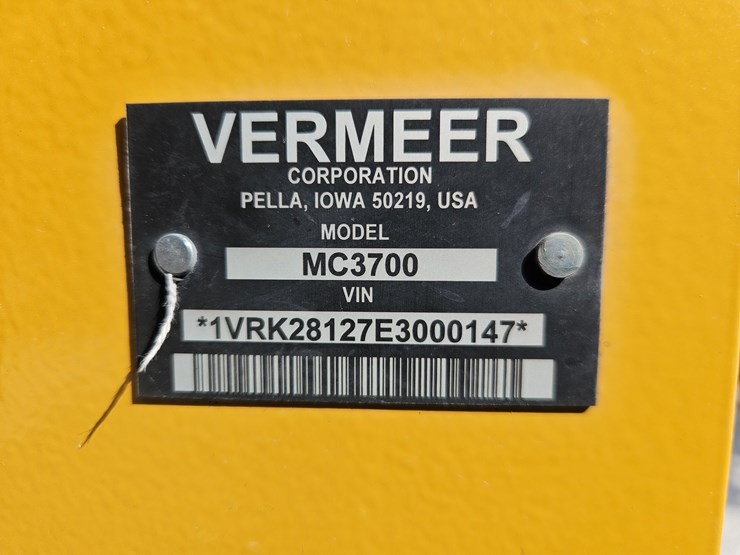 VERMEER
CORPORATION
PELLA, IOWA 50219, USA
MODEL
MC3700
VIN
*1VRK28127E3000147*